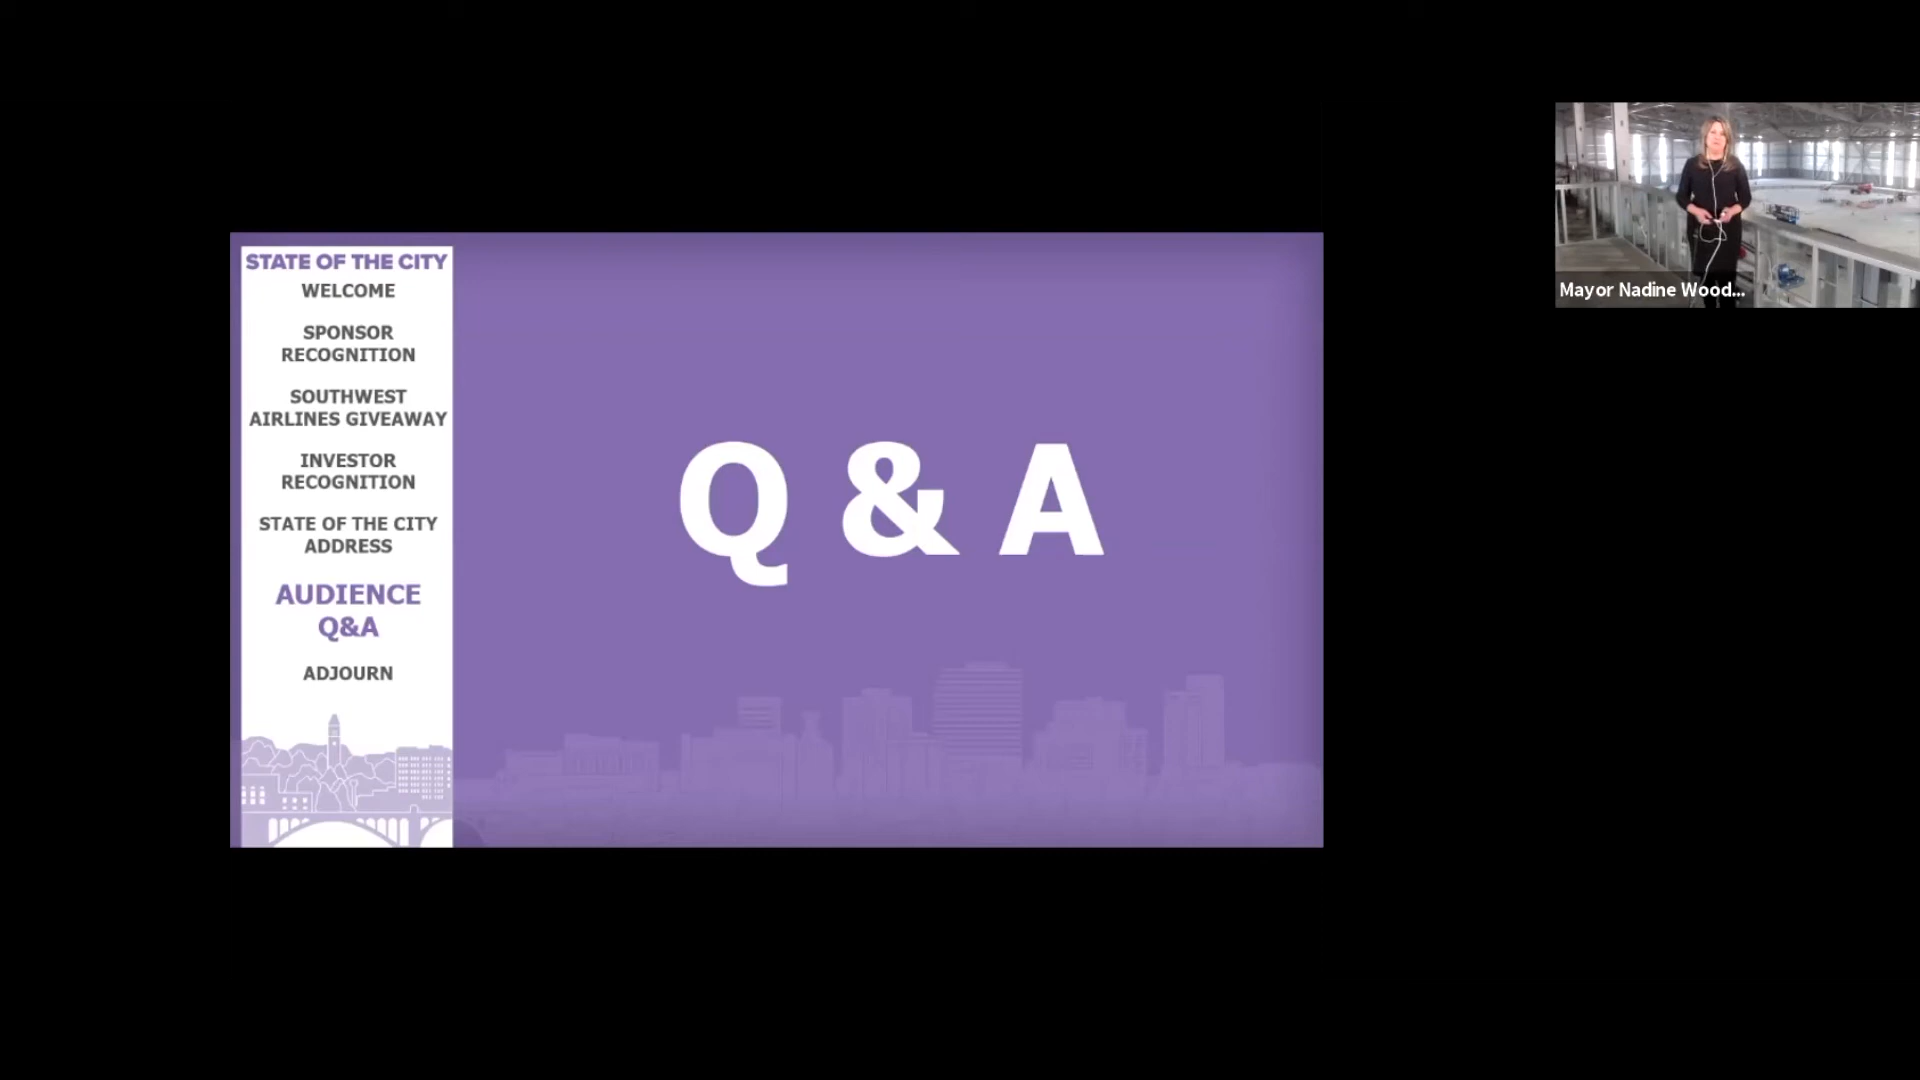 STATE OF THE CITY
WELCOME
SPONSOR
RECOGNITION
SOUTHWEST
AIRLINES GIVEAWAY
INVESTOR
RECOGNITION
STATE OF THE CITY
ADDRESS
AUDIENCE
Q&A
ADJOURN
Q & A
Mayor Nadine Wood...